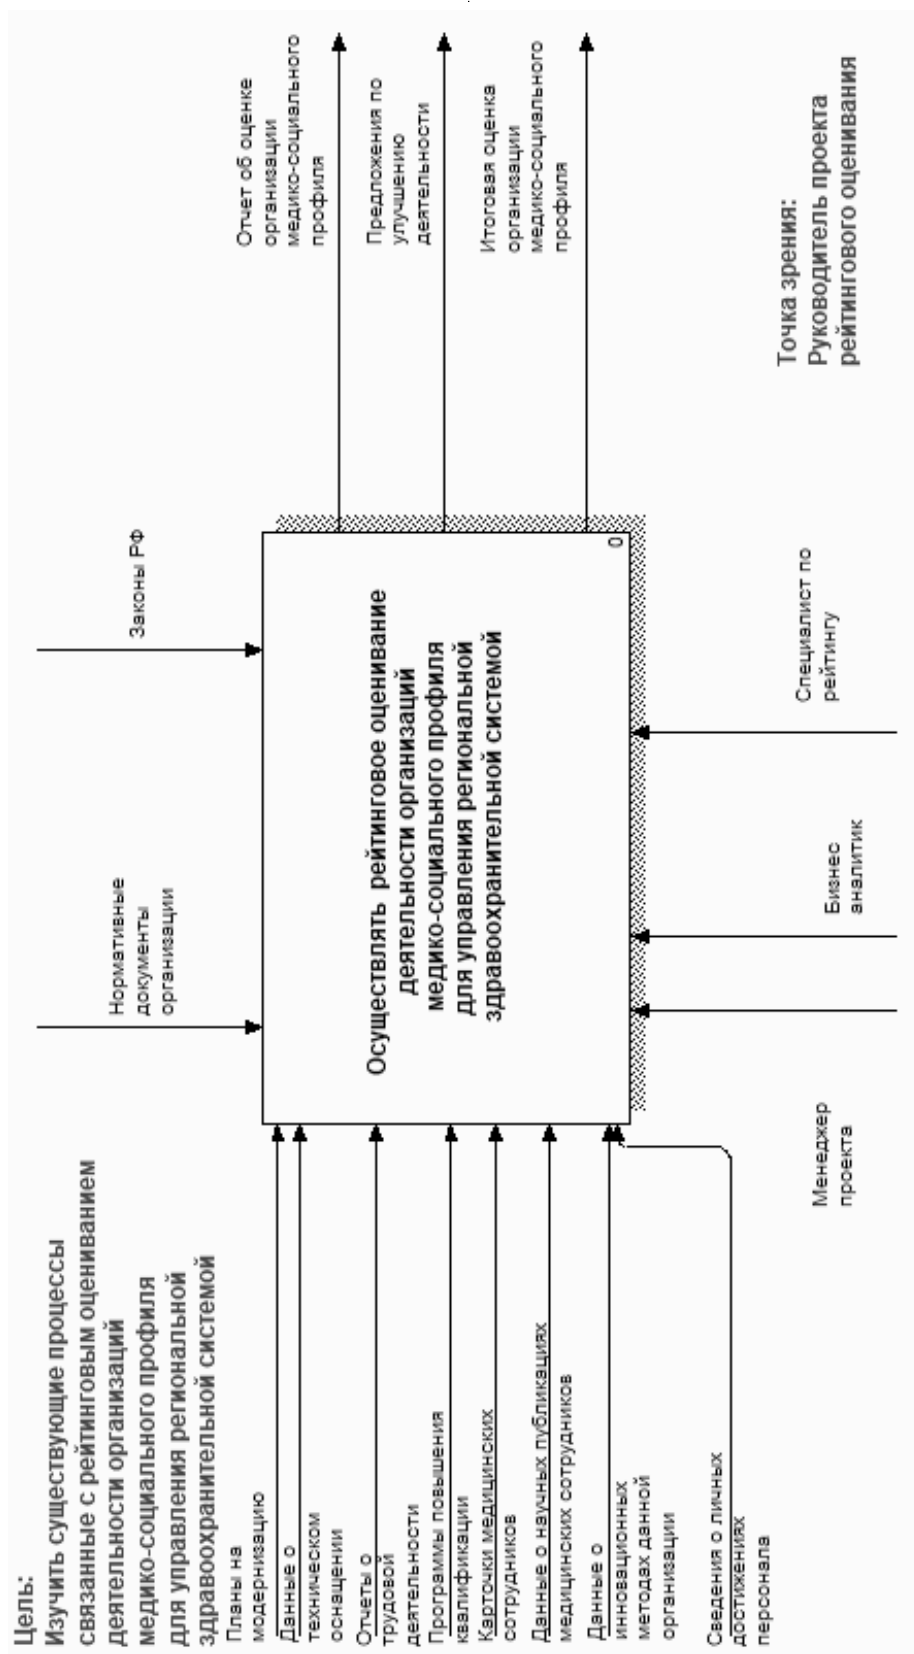 Цель:
Изучить существующие процессы
связанные с рейтинговым оцениванием
деятельности организаций
медико-социального профиля
для управления региональной
здравоохранительной системой
Планы на
модернизацию
Данные о
техническом
оснащении
Отчеты о
трудовой
деятельности
Программы повышения
квалификации
Карточки медицинских
сотрудников
Данные о научных публикациях
медицинских сотрудников
Данные о
инновационных
методах данной
организации
Сведения о личных
достижениях
персонала
Нормативные
документы
организации
Законы РФ
Осуществлять рейтинговое оценивание
деятельности организаций
медико-социального профиля
для управления региональной
здравоохранительной системой
0
Менеджер
проекта
Бизнес
аналитик
Специалист по
рейтингу
Отчет об оценке
организации
медико-социального
профиля
Предложения по
улучшению
деятельности
Итоговая оценка
организации
медико-социального
профиля
Точка зрения:
Руководитель проекта
рейтингового оценивания